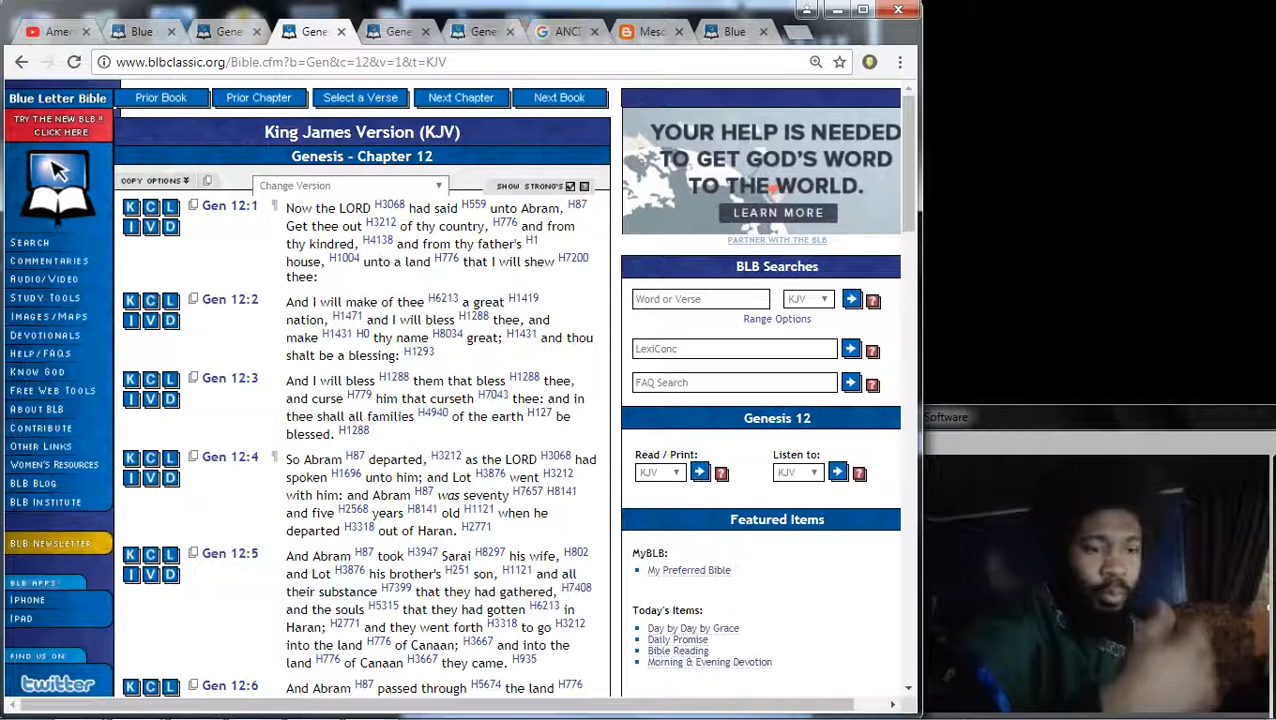 Amer
Blue
Gene
Gene
Gene
Gene
ANCI
Meso
Blue
www.blbclassic.org/Bible.cfm?b=Gen&c=12&v=1&t=KJV
Blue Letter Bible
TRY THE NEW BLB !!
CLICK HERE
SEARCH
COMMENTARIES
AUDIO/VIDEO
STUDY TOOLS
IMAGES/MAPS
DEVOTIONALS
HELP/FAQS
KNOW GOD
FREE WEB TOOLS
ABOUT BLB
CONTRIBUTE
OTHER LINKS
WOMEN'S RESOURCES
BLB BLOG
BLB INSTITUTE
BLB NEWSLETTER
BLB APPS
IPHONE
IPAD
FIND US ON:
twitter
Prior Book
Prior Chapter
Select a Verse
Next Chapter
Next Book
King James Version (KJV)
Genesis - Chapter 12
COPY OPTIONS
Change Version
SHOW STRONG'S
K C L
I V D
Gen 12:1
¶ Now the LORD H3068 had said H559 unto Abram, H87
Get thee out H3212 of thy country, H776 and from
thy kindred, H4138 and from thy father's H1
house, H1004 unto a land H776 that I will shew H7200
thee:
K C L
I V D
Gen 12:2
And I will make of thee H6213 a great H1419
nation, H1471 and I will bless H1288 thee, and
make H1431 H0 thy name H8034 great; H1431 and thou
shalt be a blessing: H1293
K C L
I V D
Gen 12:3
And I will bless H1288 them that bless H1288 thee,
and curse H779 him that curseth H7043 thee: and in
thee shall all families H4940 of the earth H127 be
blessed. H1288
K C L
I V D
Gen 12:4
¶ So Abram H87 departed, H3212 as the LORD H3068 had
spoken H1696 unto him; and Lot H3876 went H3212
with him: and Abram H87 was seventy H7657 H8141
and five H2568 years H8141 old H1121 when he
departed H3318 out of Haran. H2771
K C L
I V D
Gen 12:5
And Abram H87 took H3947 Sarai H8297 his wife, H802
and Lot H3876 his brother's H251 son, H1121 and all
their substance H7399 that they had gathered, H7408
and the souls H5315 that they had gotten H6213 in
Haran; H2771 and they went forth H3318 to go H3212
into the land H776 of Canaan; H3667 and into the
land H776 of Canaan H3667 they came. H935
K C L
Gen 12:6
And Abram H87 passed through H5674 the land H776
YOUR HELP IS NEEDED
TO GET GOD'S WORD
TO THE WORLD.
LEARN MORE
PARTNER WITH THE BLB
BLB Searches
Word or Verse
KJV
?
Range Options
LexiConc
?
FAQ Search
?
Genesis 12
Read / Print:
Listen to:
KJV
?
KJV
?
Featured Items
MyBLB:
My Preferred Bible
Today's Items:
Day by Day by Grace
Daily Promise
Bible Reading
Morning & Evening Devotion
Software